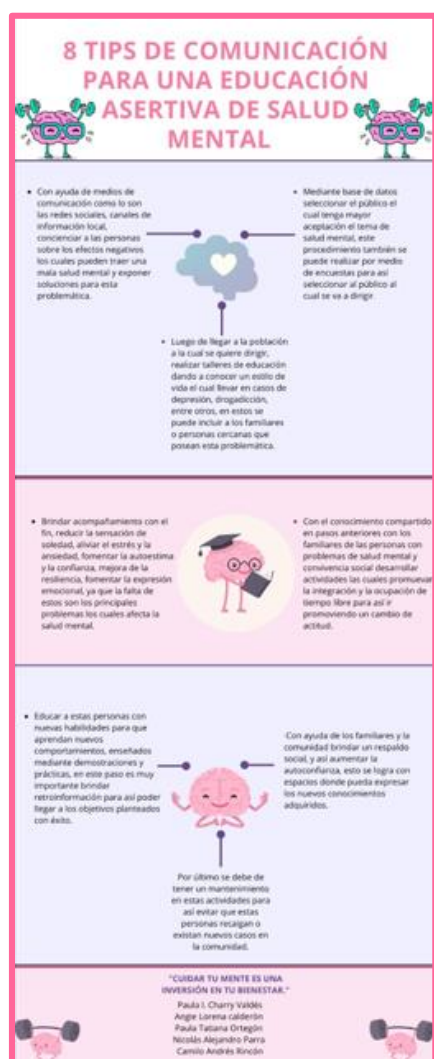 8 TIPS DE COMUNICACIÓN
PARA UNA EDUCACIÓN
ASERTIVA DE SALUD
MENTAL
Con ayuda de medios de
comunicación como lo son
las redes sociales, canales de
información local,
concienciar a las personas
sobre los efectos negativos
los cuales pueden traer una
mala salud mental y exponer
soluciones para esta
problemática.
Mediante base de datos
seleccionar el público el
cual tenga mayor
aceptación el tema de
salud mental, este
procedimiento también se
puede realizar por medio
de encuestas para así
seleccionar al público al
cual se va a dirigir.
Luego de llegar a la población
a la cual se quiere dirigir,
realizar talleres de educación
dando a conocer un estilo de
vida el cual llevar en casos de
depresión, drogadicción,
entre otros, en estos se
puede incluir a los familiares
o personas cercanas que
posean esta problemática.
Brindar acompañamiento con el
fin, reducir la sensación de
soledad, aliviar el estrés y la
ansiedad, fomentar la autoestima
y la confianza, mejora de la
resiliencia, fomentar la expresión
emocional, ya que la falta de
estos son los principales
problemas los cuales afecta la
salud mental.
Con el conocimiento compartido
en pasos anteriores con los
familiares de las personas con
problemas de salud mental y
convivencia social desarrollar
actividades las cuales promuevan
la integración y la ocupación de
tiempo libre para así ir
promoviendo un cambio de
actitud.
Educar a estas personas con
nuevas habilidades para que
aprendan nuevos
comportamientos, enseñados
mediante demostraciones y
prácticas, en este paso es muy
importante brindar
retroinformación para así poder
llegar a los objetivos planteados
con éxito.
Con ayuda de los familiares y la
comunidad brindar un respaldo
social, y así aumentar la
autoconfianza, esto se logra con
espacios donde pueda expresar
los nuevos conocimientos
adquiridos.
Por último se debe de
tener un mantenimiento
en estas actividades para
así evitar que estas
personas recaigan o
existan nuevos casos en
la comunidad.
"CUIDAR TU MENTE ES UNA
INVERSIÓN EN TU BIENESTAR."
Paula I. Charry Valdés
Angie Lorena calderón
Paula Tatiana Ortegón
Nicolás Alejandro Parra
Camilo Andrés Rincón